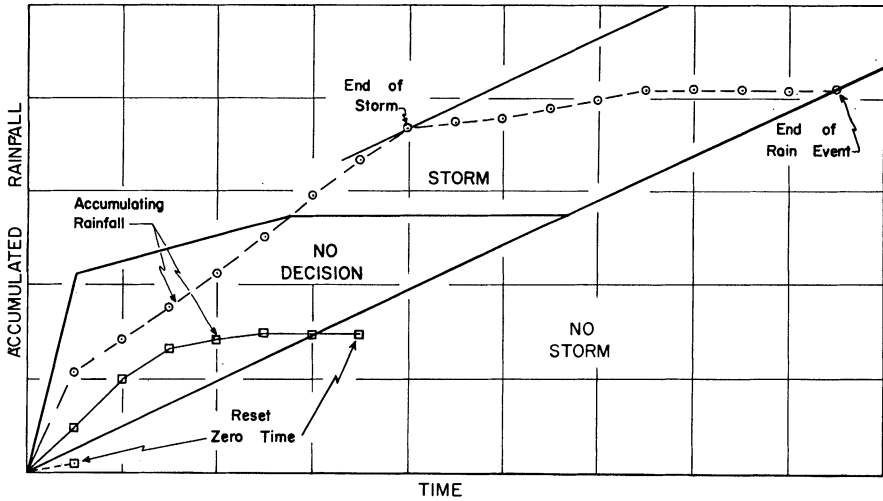 End of
Storm
End of
Rain Event
STORM
Accumulating
Rainfall
NO
DECISION
NO
STORM
Reset
Zero Time
ACCUMULATED RAINFALL
TIME